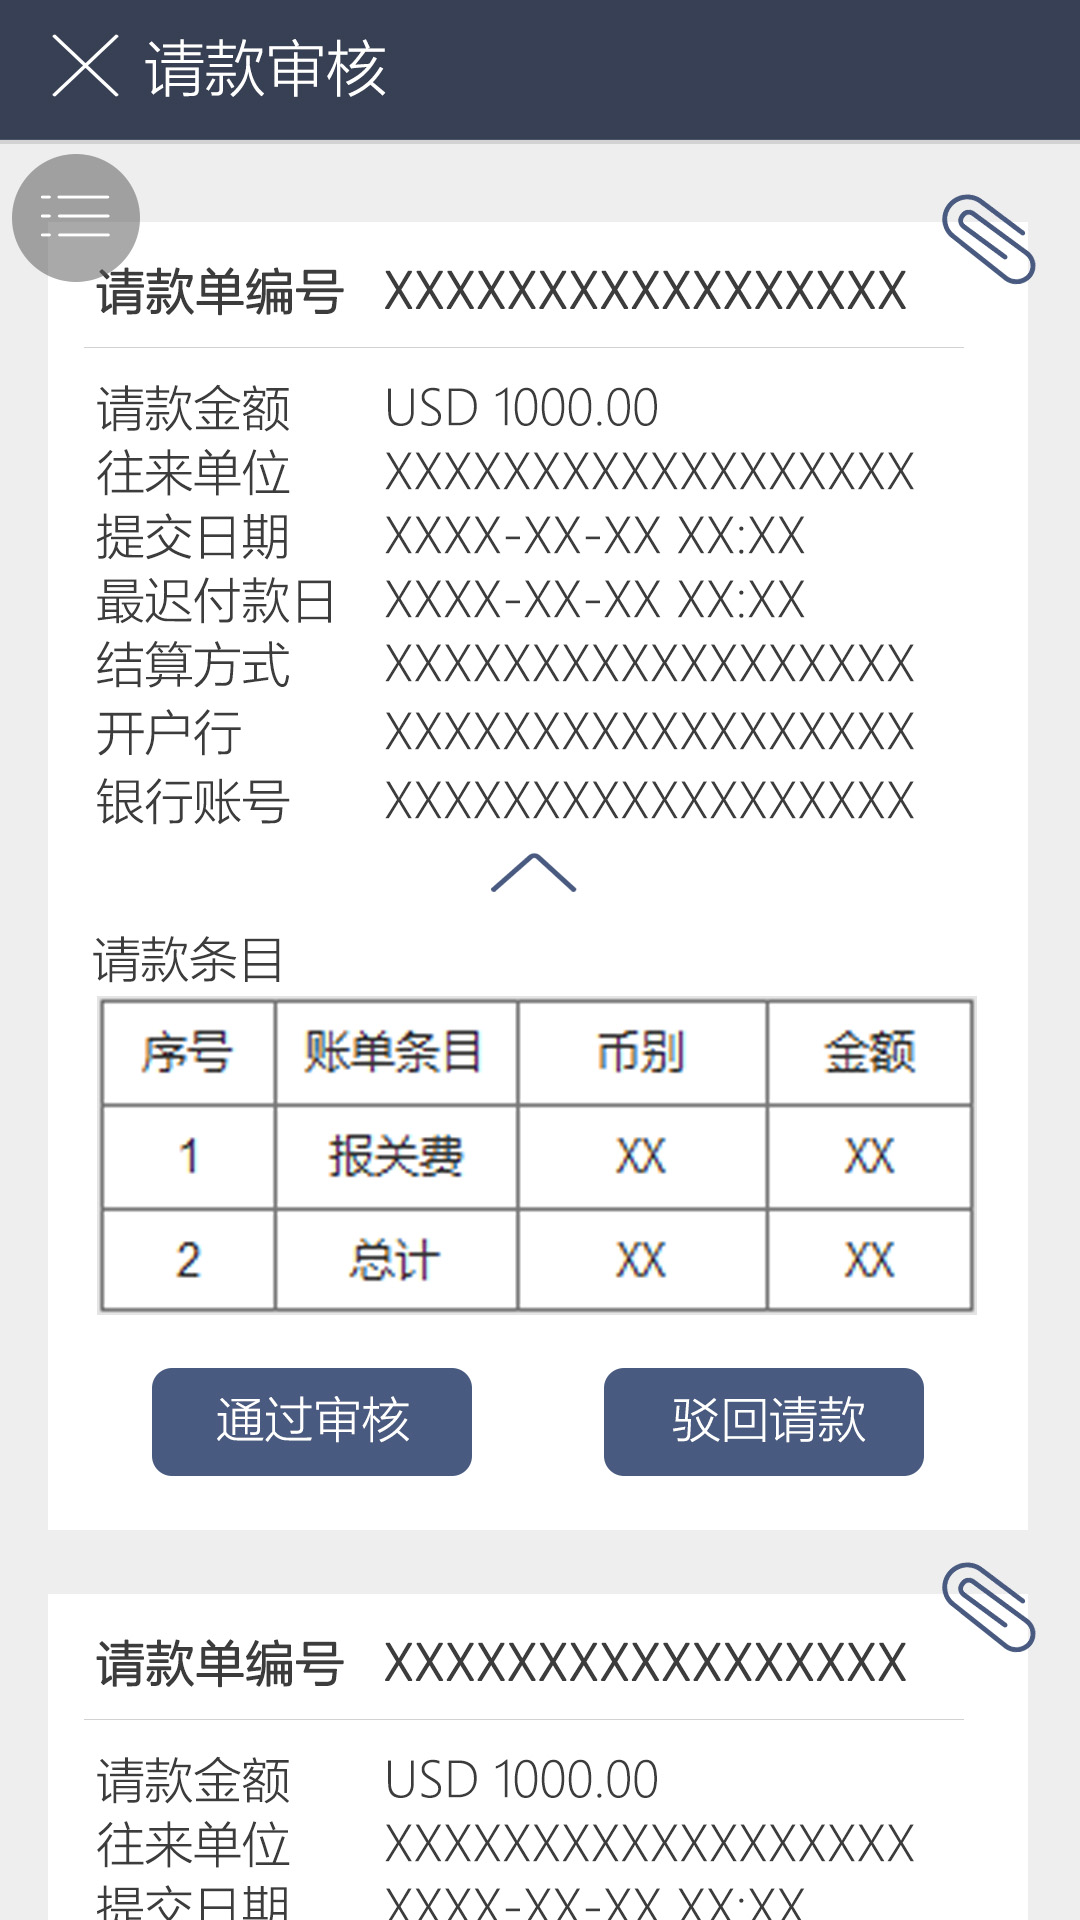 请款审核
请款单编号 XXXXXXXXXXXXXXXXX
请款金额 USD 1000.00
往来单位 XXXXXXXXXXXXXXXXXX
提交日期 XXXX-XX-XX XX:XX
最迟付款日 XXXX-XX-XX XX:XX
结算方式 XXXXXXXXXXXXXXXXXX
开户行 XXXXXXXXXXXXXXXXXX
银行账号 XXXXXXXXXXXXXXXXXX
请款条目
序号 账单条目 币别 金额
1 报关费 XX XX
2 总计 XX XX
通过审核 驳回请款
请款单编号 XXXXXXXXXXXXXXXXX
请款金额 USD 1000.00
往来单位 XXXXXXXXXXXXXXXXXX
提交日期 XXXX-XX-XX XX:XX